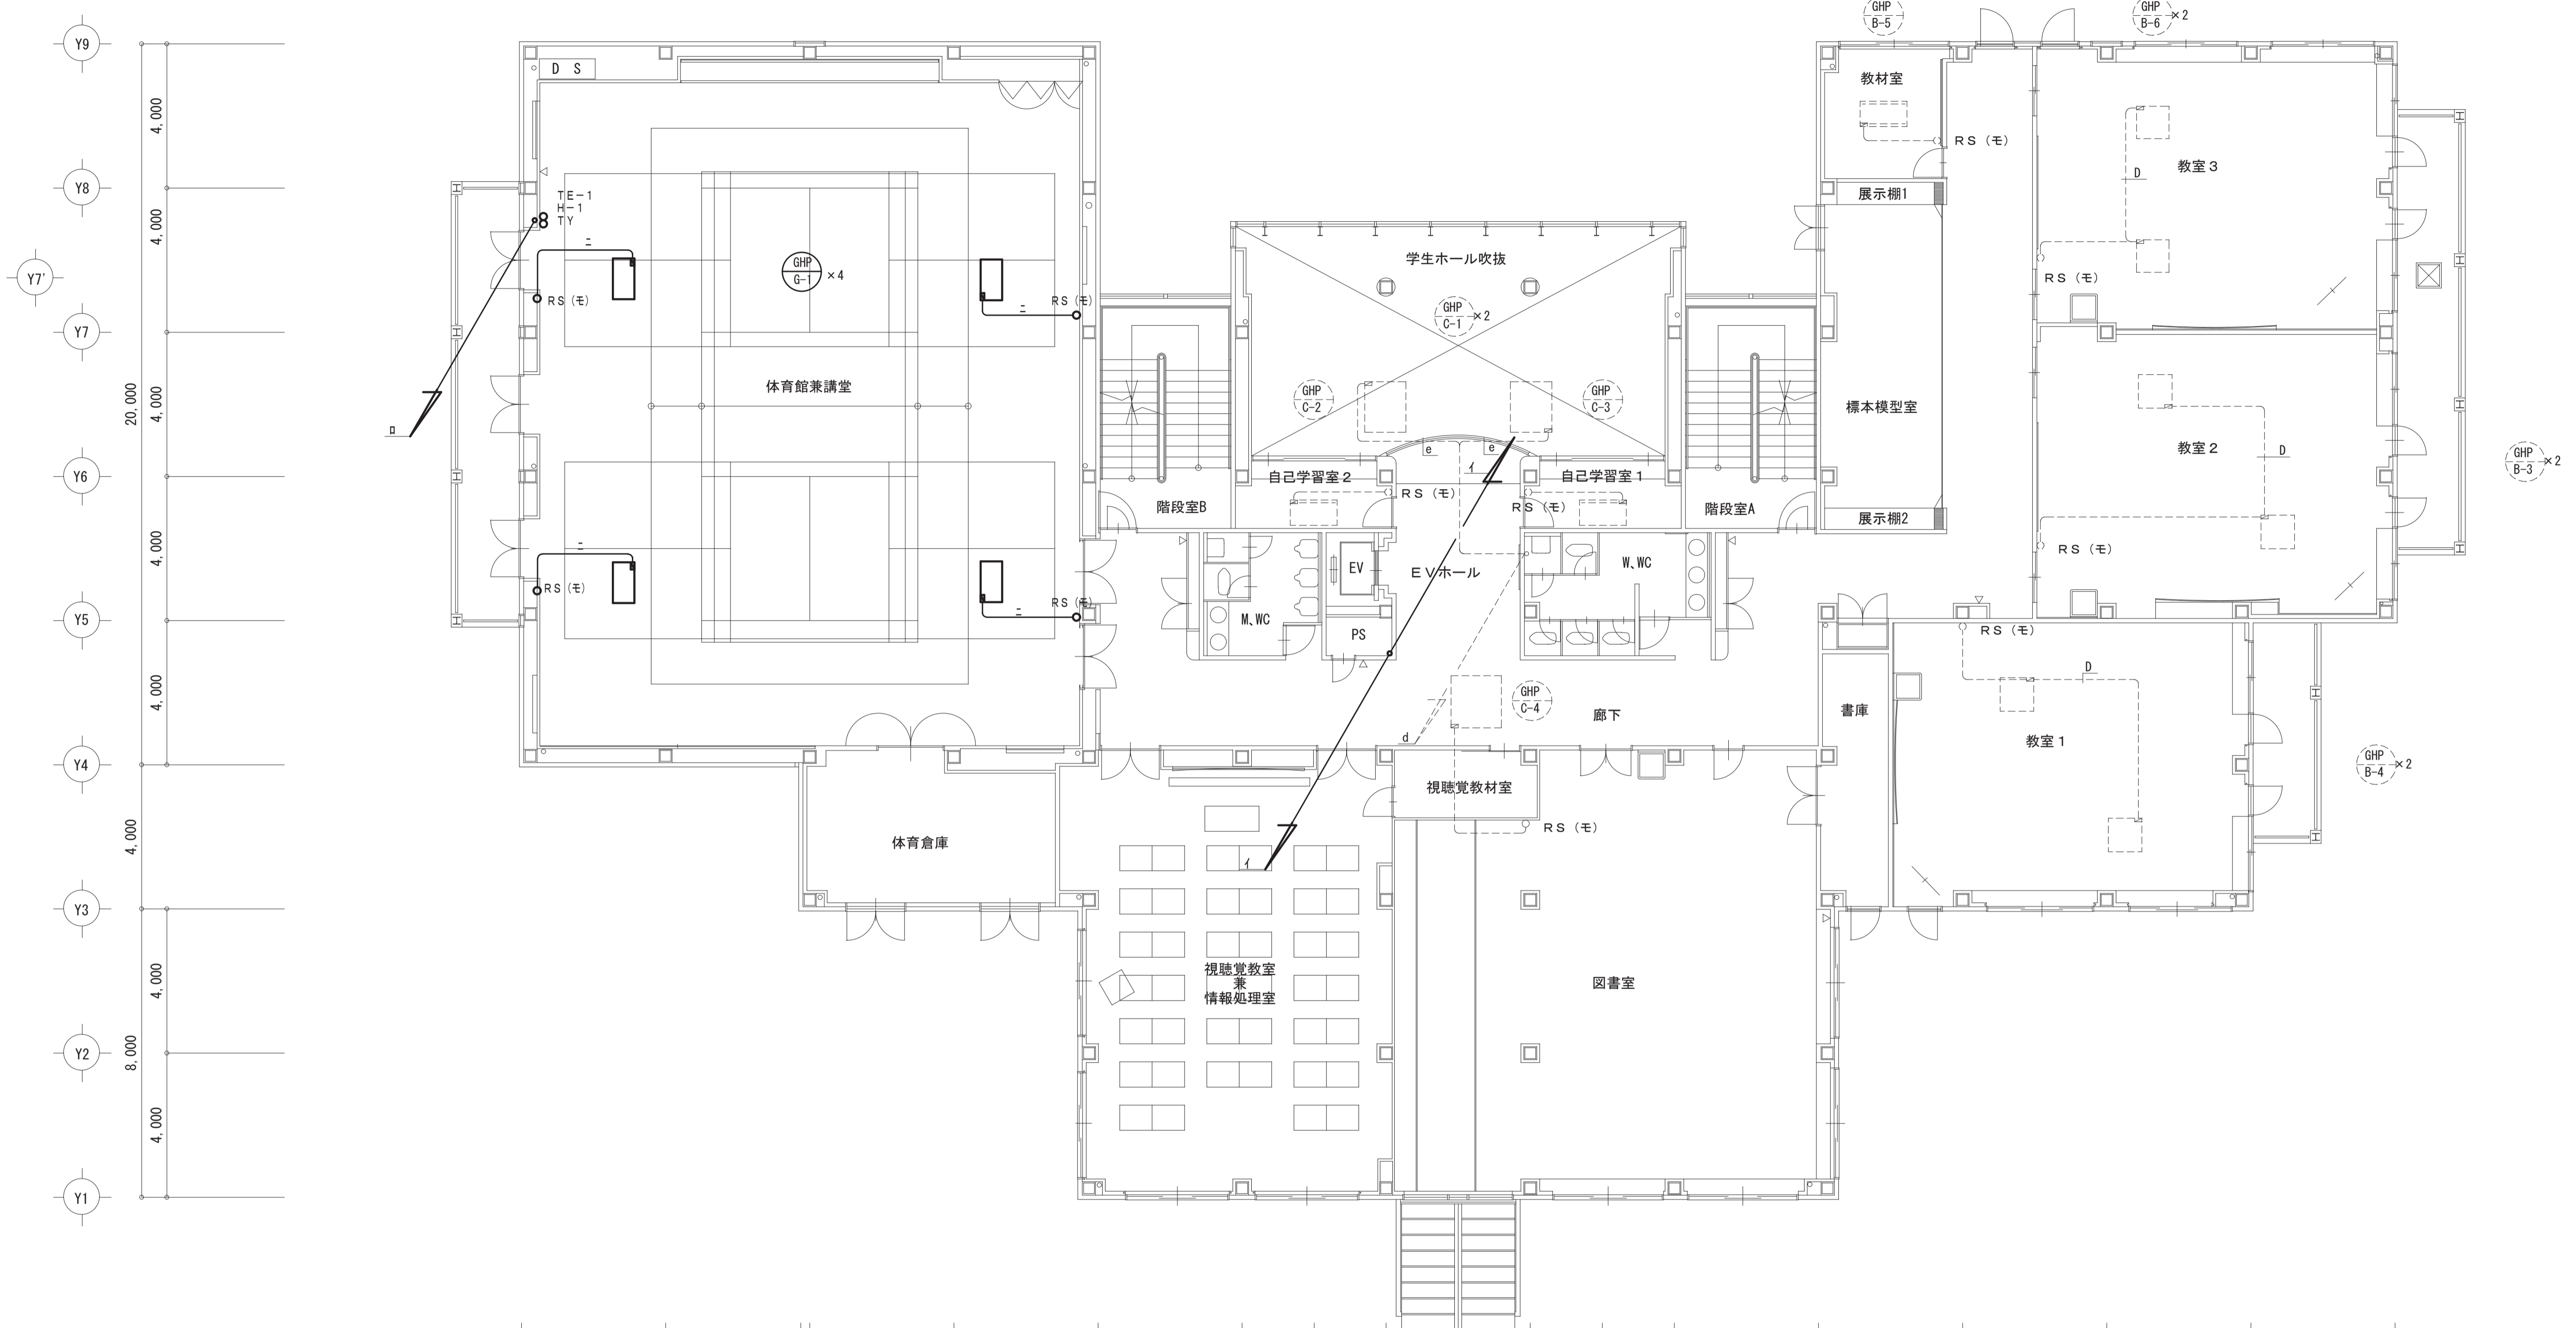 GHP
B-5
GHP
B-6
×2
Y9
D S
教材室
4,000
RS（モ）
教室３
D
Y8
展示棚1
TE-1
H-1
TY
4,000
ニ
学生ホール吹抜
GHP
G-1
×4
Y7'
RS（モ）
RS（モ）
RS（モ）
ニ
GHP
C-1
×2
Y7
体育館兼講堂
GHP
C-2
GHP
C-3
20,000
4,000
標本模型室
ロ
e
e
イ
教室２
D
GHP
B-3
×2
Y6
自己学習室２
自己学習室１
RS（モ）
RS（モ）
階段室B
階段室A
展示棚2
4,000
ニ
RS（モ）
EV
EVホール
W、WC
RS（モ）
RS（モ）
ニ
Y5
M、WC
PS
RS（モ）
D
4,000
GHP
C-4
廊下
書庫
d
教室１
Y4
GHP
B-4
×2
視聴覚教材室
4,000
RS（モ）
体育倉庫
イ
Y3
4,000
視聴覚教室
兼
情報処理室
図書室
Y2
8,000
4,000
Y1